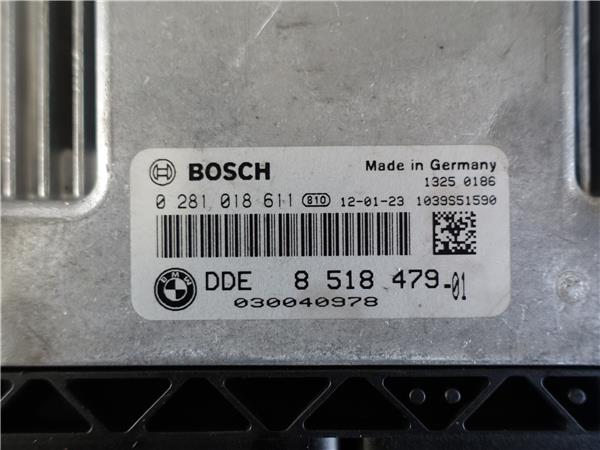 BOSCH
Made in Germany
1325 0186
0 281 018 611 810 12-01-23 1039S51590
BMW DDE 8 518 479-01
030040978